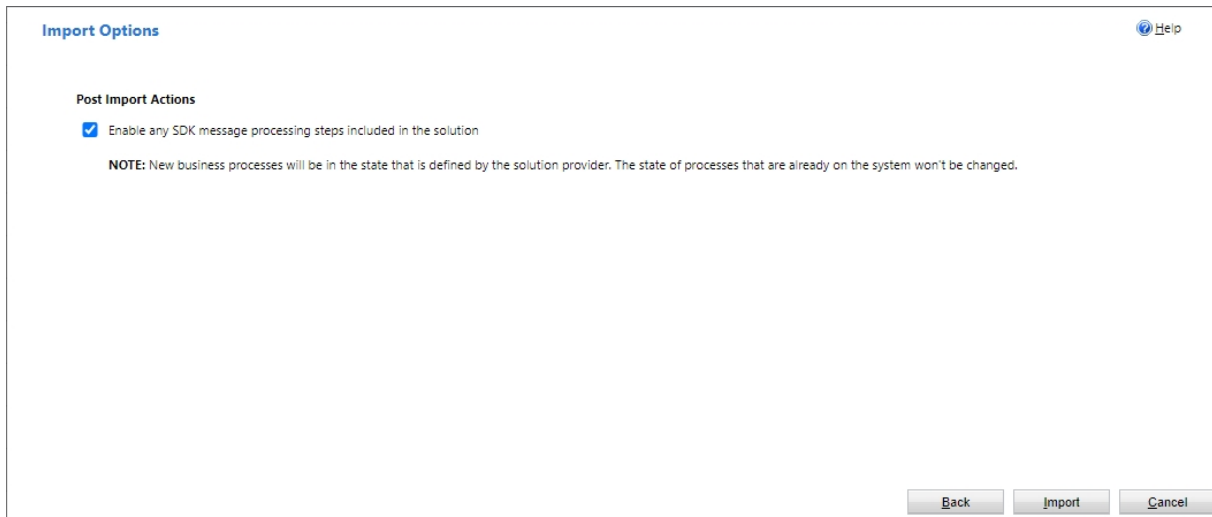 Import Options
Help
Post Import Actions
Enable any SDK message processing steps included in the solution
NOTE: New business processes will be in the state that is defined by the solution provider. The state of processes that are already on the system won't be changed.
Back
Import
Cancel